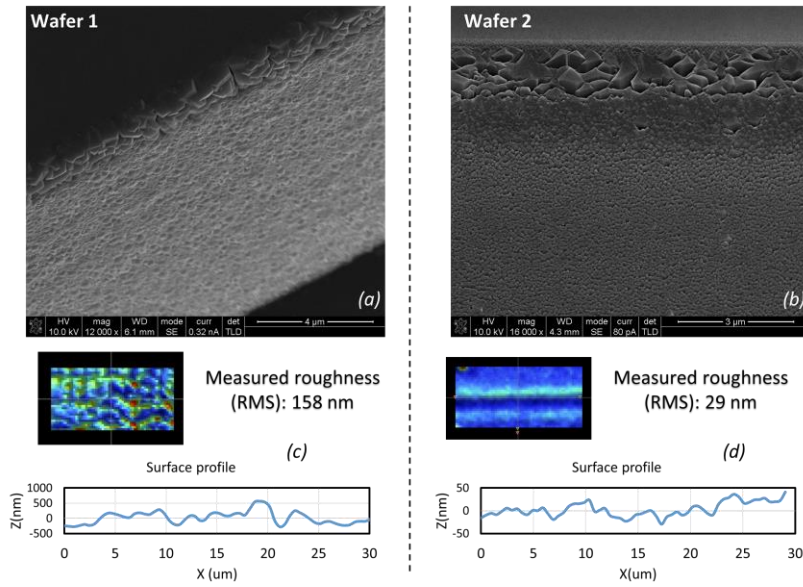 Wafer 1
(a)
HV mag WD mode curr det
10.0 kV 12 000 x 6.1 mm SE 0.32 nA TLD
4 µm
Measured roughness
(RMS): 158 nm
(c)
Surface profile
Z(nm)
1000
500
0
-500
0 5 10 15 20 25 30
X (um)
Wafer 2
(b)
HV mag WD mode curr det
10.0 kV 16 000 x 4.3 mm SE 80 pA TLD
3 µm
Measured roughness
(RMS): 29 nm
(d)
Surface profile
Z(nm)
50
0
-50
0 5 10 15 20 25 30
X(um)